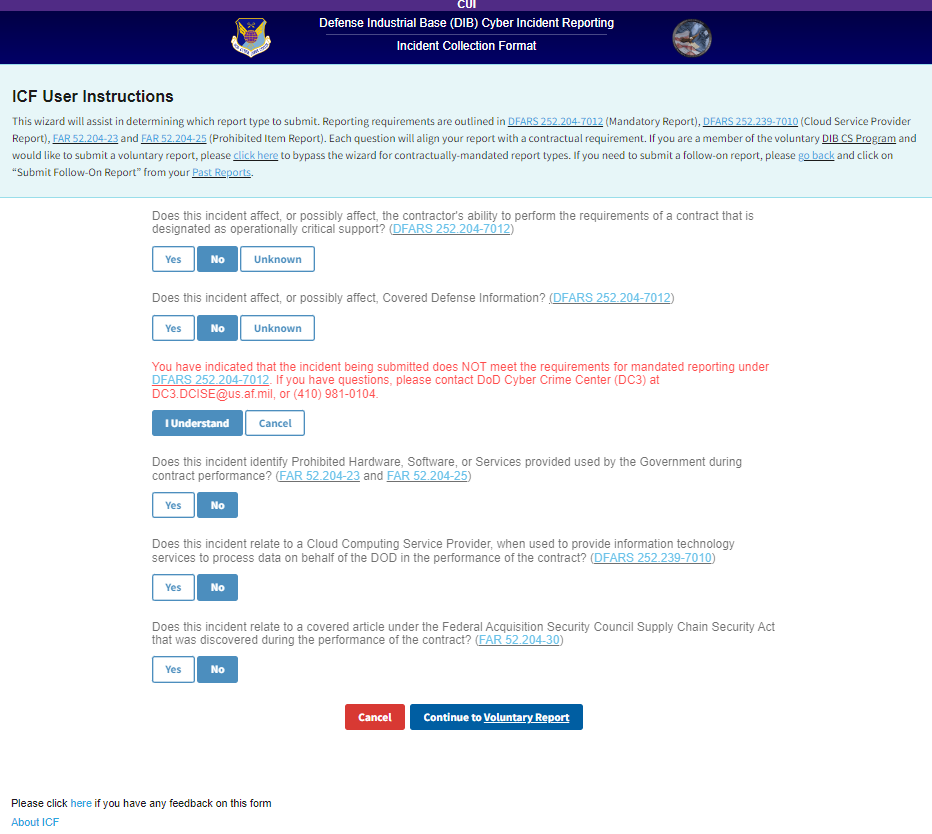 CUI
Defense Industrial Base (DIB) Cyber Incident Reporting
Incident Collection Format
ICF User Instructions
This wizard will assist in determining which report type to submit. Reporting requirements are outlined in DFARS 252.204-7012 (Mandatory Report), DFARS 252.239-7010 (Cloud Service Provider
Report), FAR 52.204-23 and FAR 52.204-25 (Prohibited Item Report). Each question will align your report with a contractual requirement. If you are a member of the voluntary DIB CS Program and
would like to submit a voluntary report, please click here to bypass the wizard for contractually-mandated report types. If you need to submit a follow-on report, please go back and click on
“Submit Follow-On Report” from your Past Reports.
Does this incident affect, or possibly affect, the contractor's ability to perform the requirements of a contract that is
designated as operationally critical support? (DFARS 252.204-7012)
Yes No Unknown
Does this incident affect, or possibly affect, Covered Defense Information? (DFARS 252.204-7012)
Yes No Unknown
You have indicated that the incident being submitted does NOT meet the requirements for mandated reporting under
DFARS 252.204-7012. If you have questions, please contact DoD Cyber Crime Center (DC3) at
DC3.DCISE@us.af.mil, or (410) 981-0104.
I Understand Cancel
Does this incident identify Prohibited Hardware, Software, or Services provided used by the Government during
contract performance? (FAR 52.204-23 and FAR 52.204-25)
Yes No
Does this incident relate to a Cloud Computing Service Provider, when used to provide information technology
services to process data on behalf of the DOD in the performance of the contract? (DFARS 252.239-7010)
Yes No
Does this incident relate to a covered article under the Federal Acquisition Security Council Supply Chain Security Act
that was discovered during the performance of the contract? (FAR 52.204-30)
Yes No
Cancel Continue to Voluntary Report
Please click here if you have any feedback on this form
About ICF